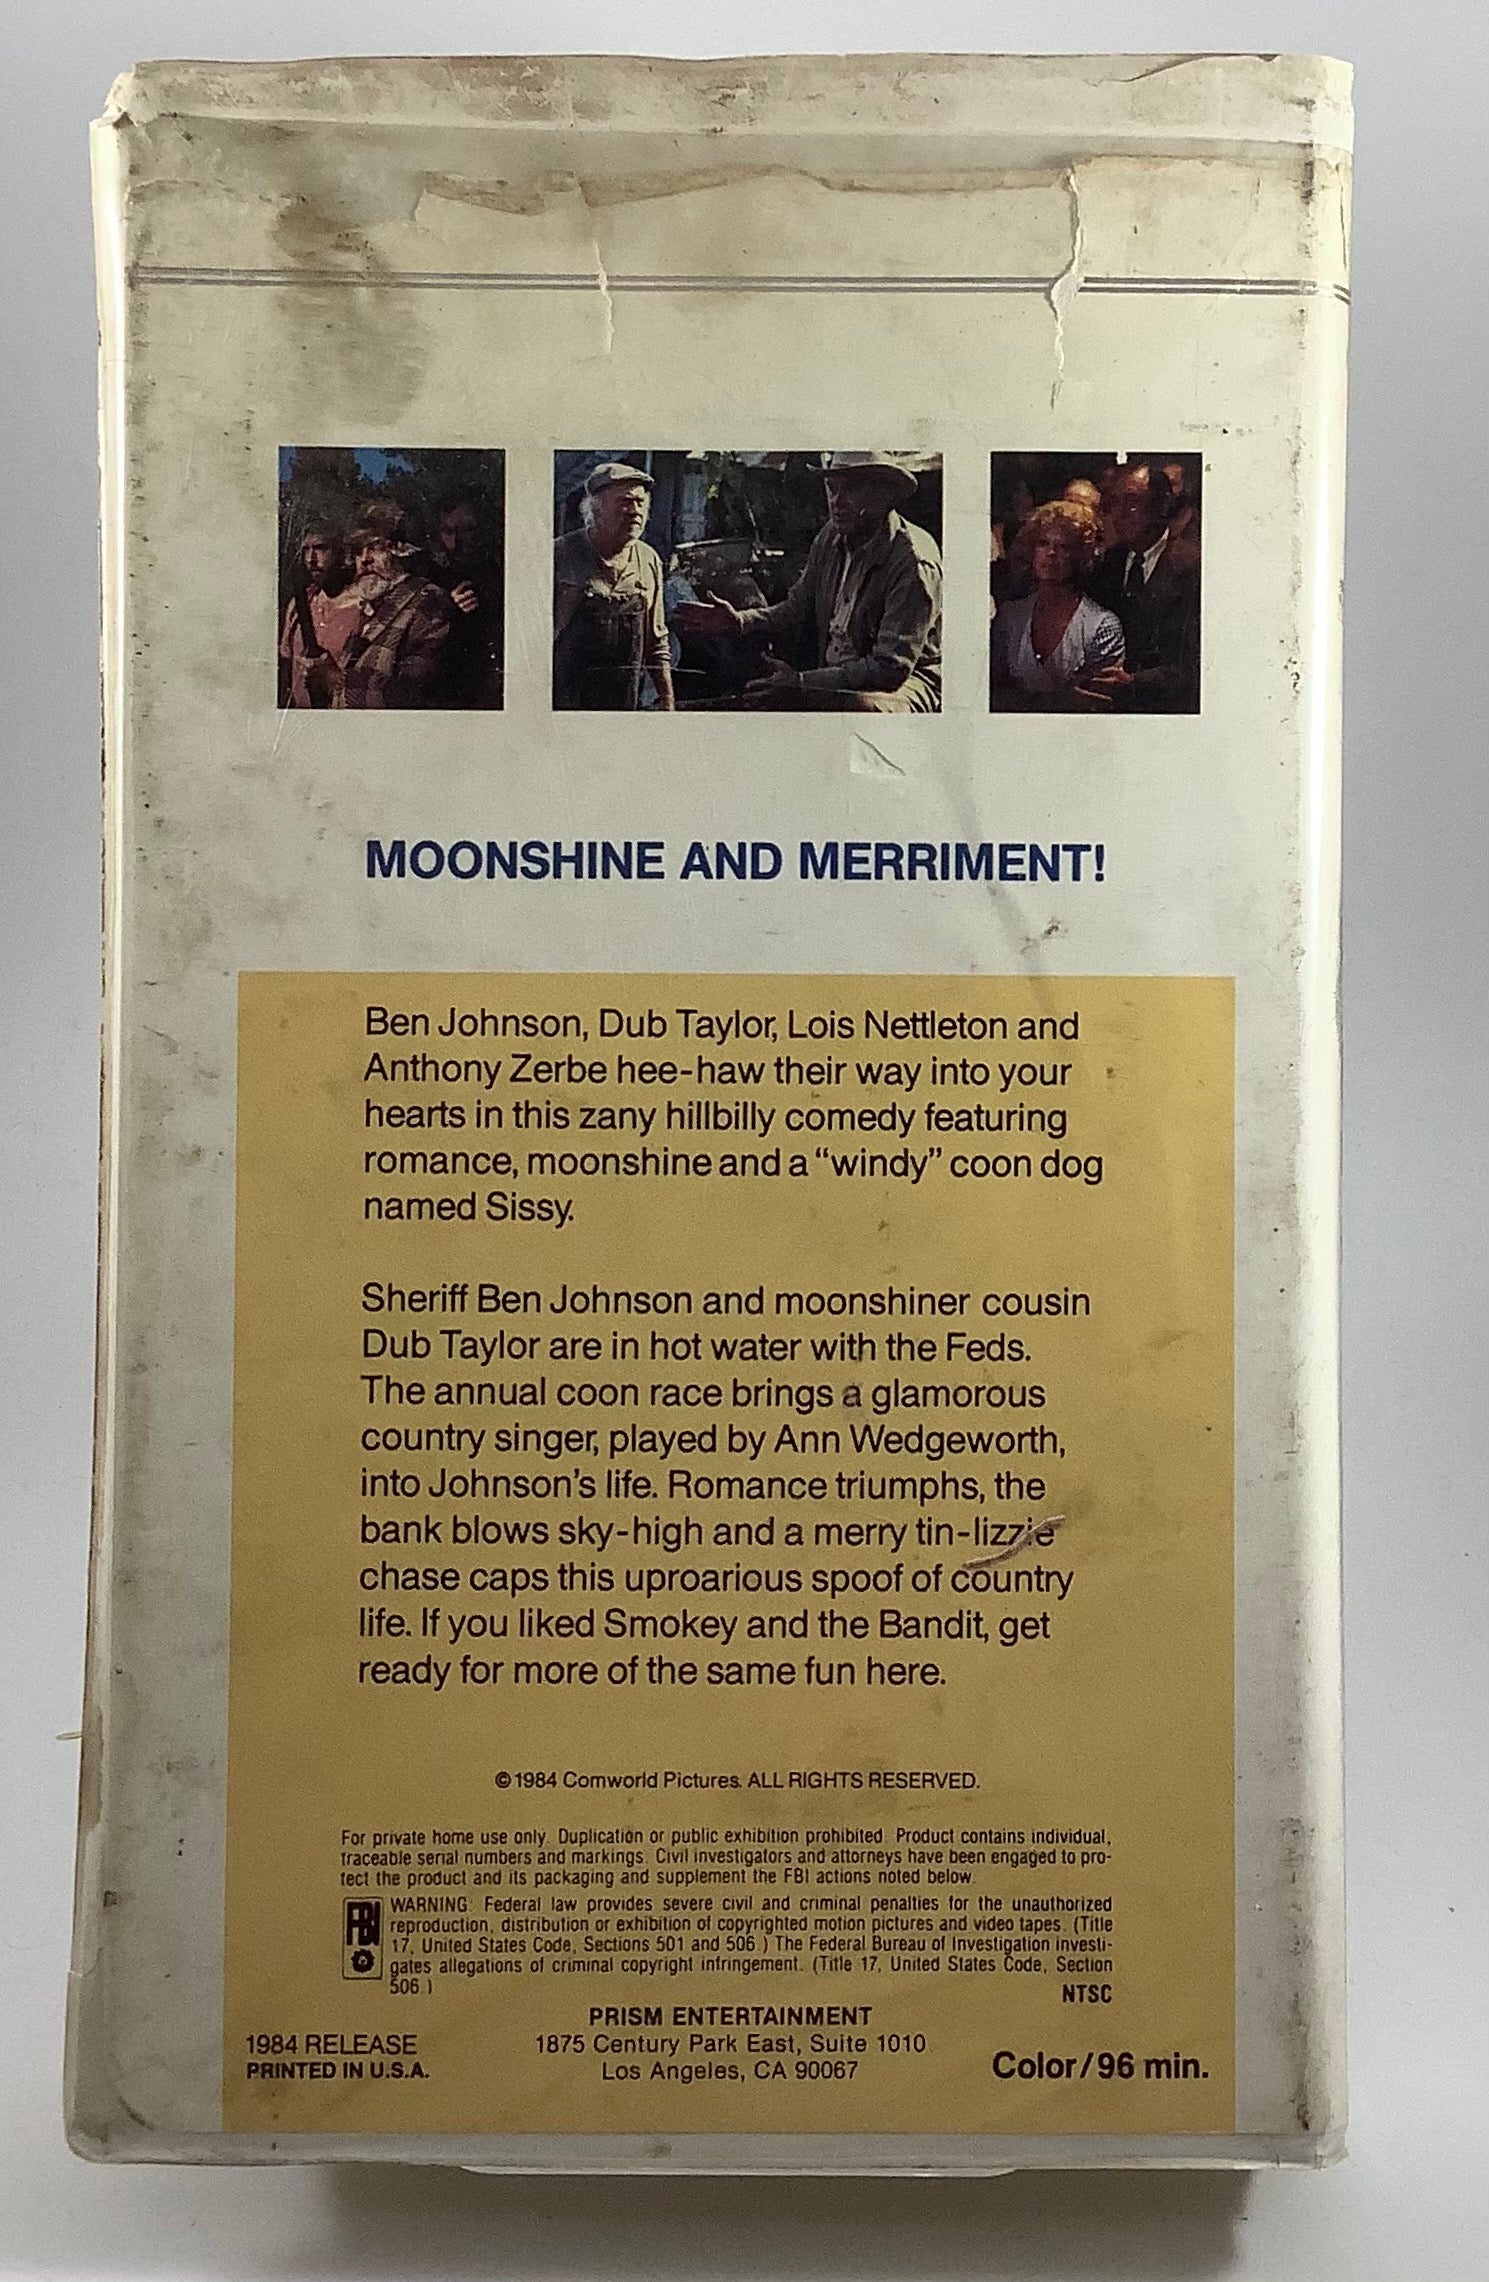 MOONSHINE AND MERRIMENT!
Ben Johnson, Dub Taylor, Lois Nettleton and
Anthony Zerbe hee-haw their way into your
hearts in this zany hillbilly comedy featuring
romance, moonshine and a “windy” coon dog
named Sissy.
Sheriff Ben Johnson and moonshiner cousin
Dub Taylor are in hot water with the Feds.
The annual coon race brings a glamorous
country singer, played by Ann Wedgeworth,
into Johnson’s life. Romance triumphs, the
bank blows sky-high and a merry tin-lizzie
chase caps this uproarious spoof of country
life. If you liked Smokey and the Bandit, get
ready for more of the same fun here.
©1984 Comworld Pictures. ALL RIGHTS RESERVED.
For private home use only. Duplication or public exhibition prohibited. Product contains individual,
traceable serial numbers and markings. Civil investigators and attorneys have been engaged to pro-
tect the product and its packaging and supplement the FBI actions noted below.
FBI
WARNING: Federal law provides severe civil and criminal penalties for the unauthorized
reproduction, distribution or exhibition of copyrighted motion pictures and video tapes. (Title
17, United States Code, Sections 501 and 506.) The Federal Bureau of Investigation investi-
gates allegations of criminal copyright infringement. (Title 17, United States Code, Section
506.)
NTSC
PRISM ENTERTAINMENT
1875 Century Park East, Suite 1010
Los Angeles, CA 90067
1984 RELEASE
PRINTED IN U.S.A.
Color/96 min.